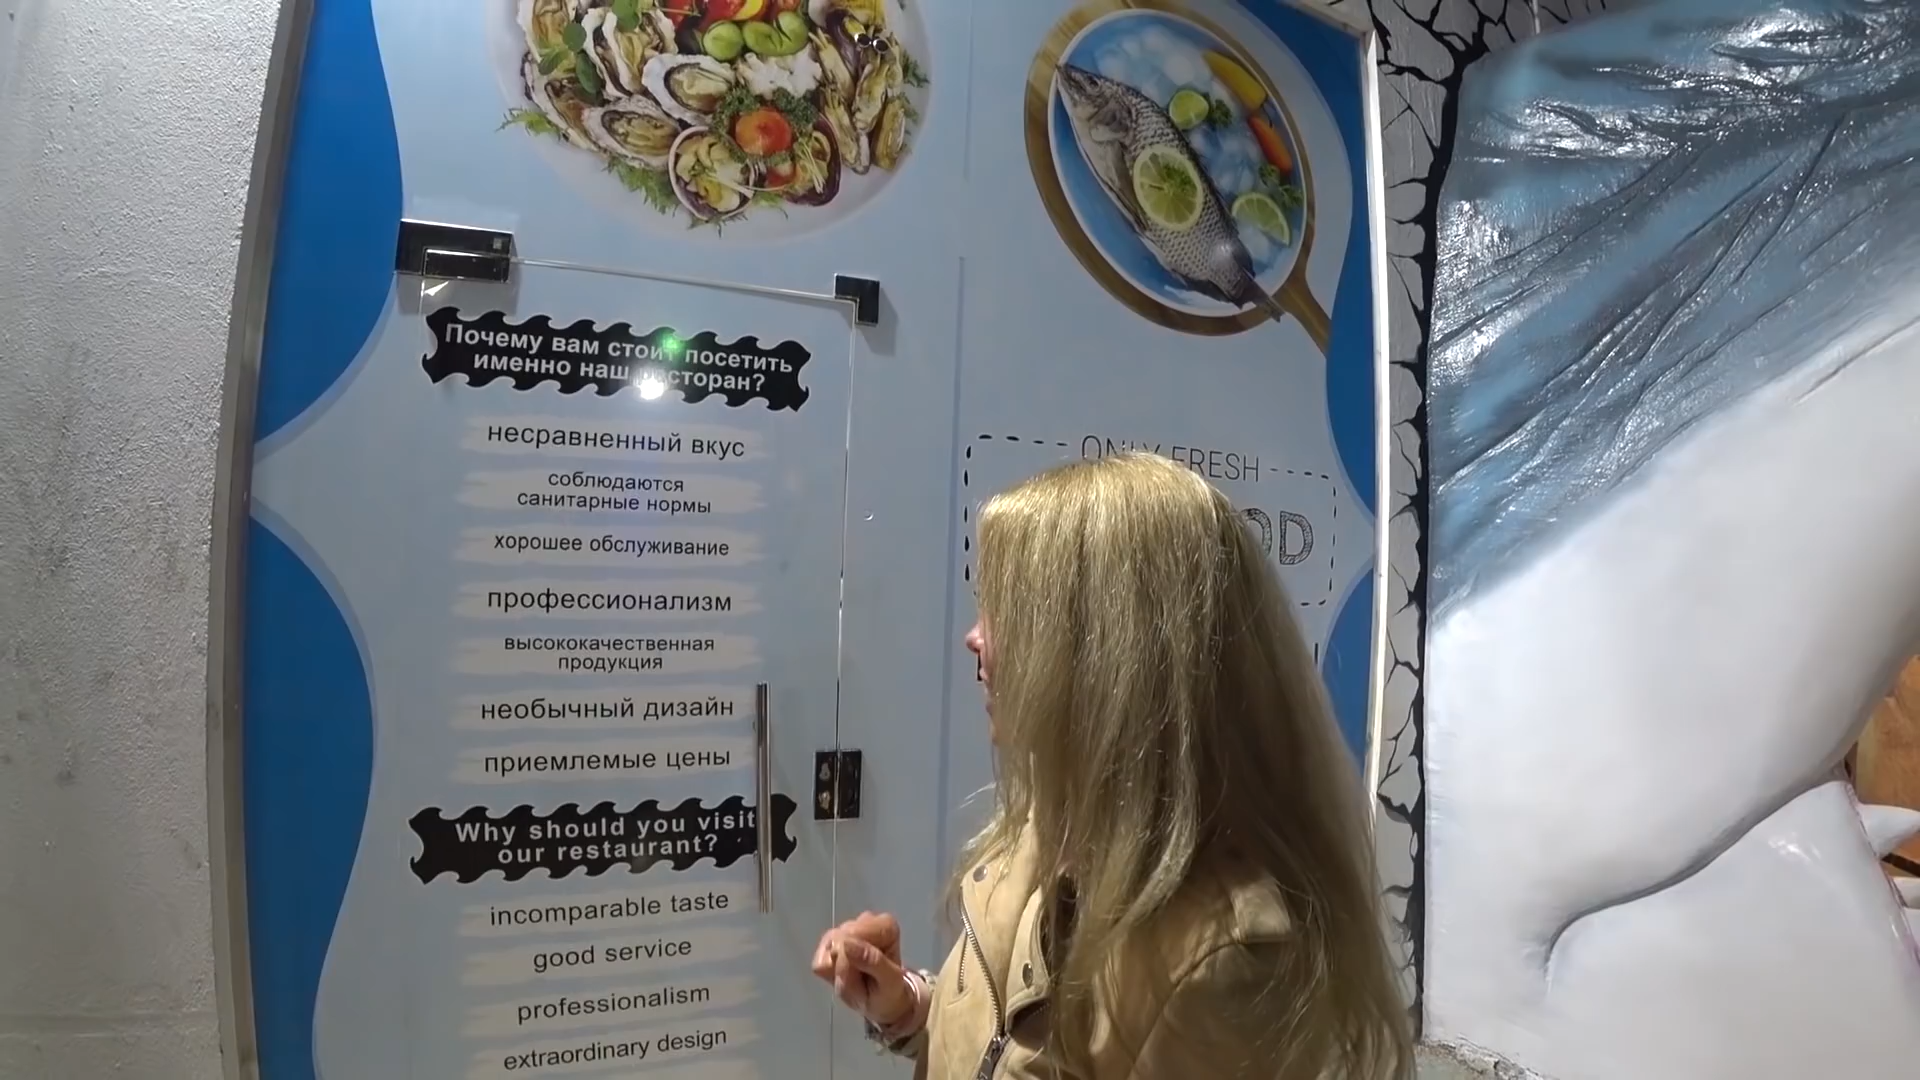 Почему вам стоит посетить
именно наш ресторан?
несравненный вкус
соблюдаются
санитарные нормы
хорошее обслуживание
профессионализм
высококачественная
продукция
необычный дизайн
приемлемые цены
Why should you visit
our restaurant?
incomparable taste
good service
professionalism
extraordinary design
ONLY FRESH